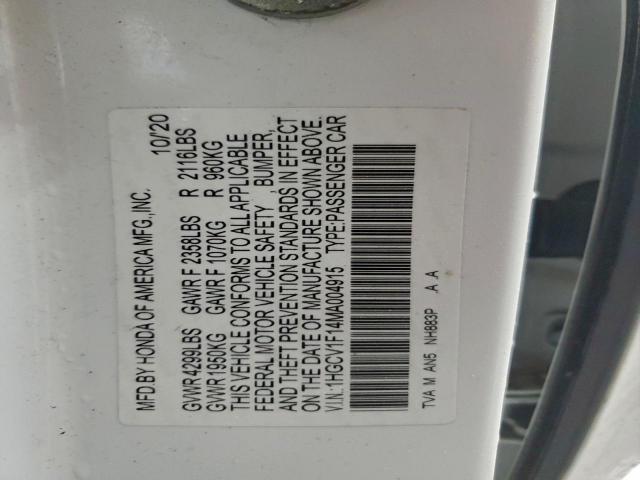 MFD.BY HONDA OF AMERICA MFG.,INC. 10/20
GVWR 4299LBS GAWR F 2358LBS R 2116LBS
GVWR 1950KG GAWR F 1070KG R 960KG
THIS VEHICLE CONFORMS TO ALL APPLICABLE
FEDERAL MOTOR VEHICLE SAFETY , BUMPER,
AND THEFT PREVENTION STANDARDS IN EFFECT
ON THE DATE OF MANUFACTURE SHOWN ABOVE.
V.I.N.:1HGCV1F14MA004915 TYPE:PASSENGER CAR
TVA M AN5 NH883P .A .A